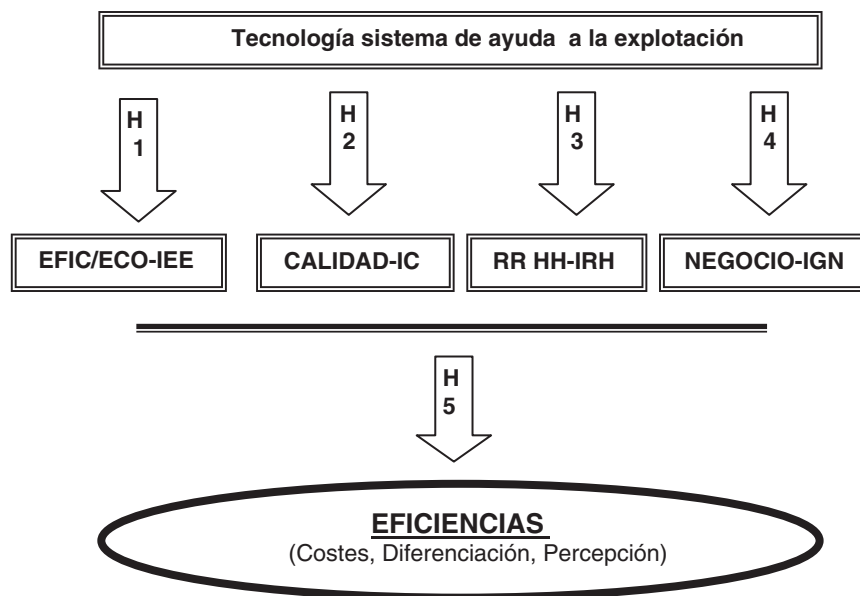 Tecnología sistema de ayuda a la explotación
H
1
H
2
H
3
H
4
EFIC/ECO-IEE
CALIDAD-IC
RR HH-IRH
NEGOCIO-IGN
H
5
EFICIENCIAS
(Costes, Diferenciación, Percepción)